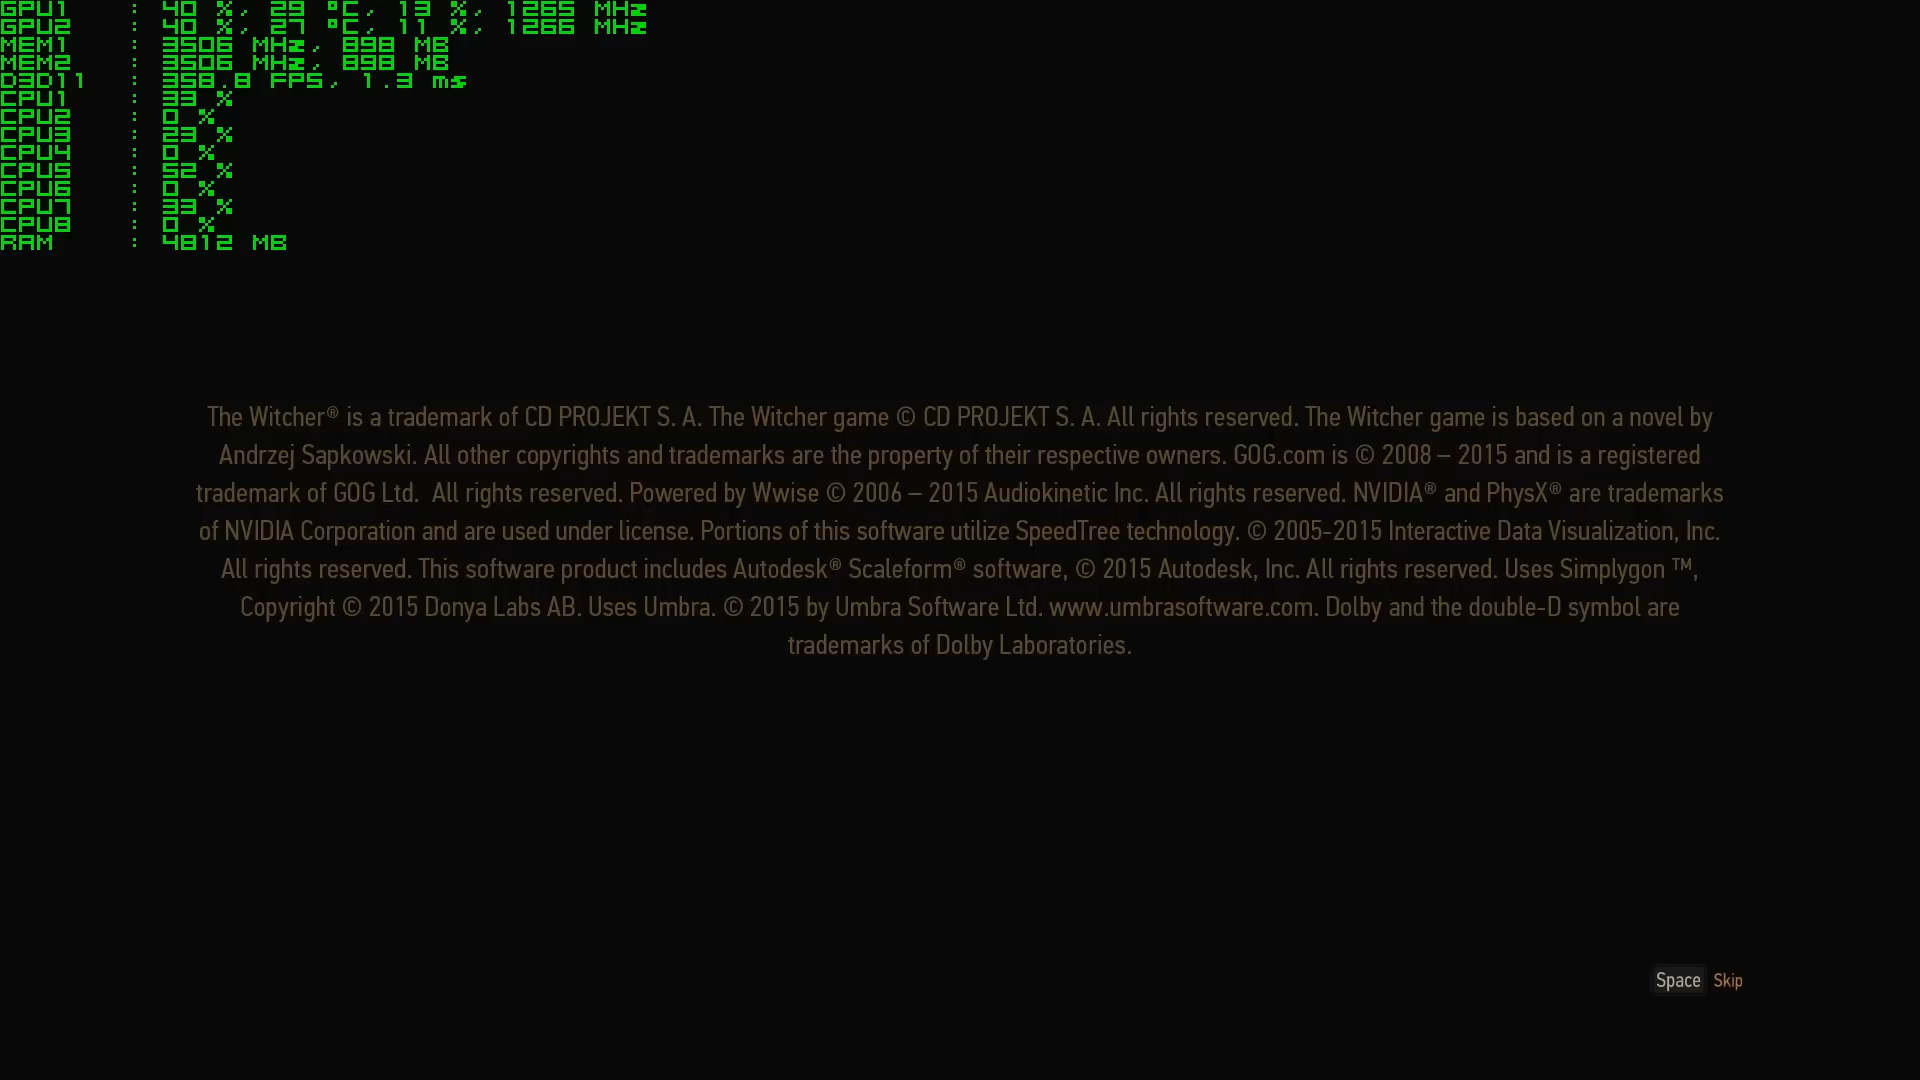 GPU1 : 40 %, 29 °C, 13 %, 1265 MHz
GPU2 : 40 %, 27 °C, 11 %, 1266 MHz
MEM1 : 3506 MHz, 898 MB
MEM2 : 3506 MHz, 898 MB
D3D11 : 358.8 FPS, 1.3 ms
CPU1 : 33 %
CPU2 : 0 %
CPU3 : 23 %
CPU4 : 0 %
CPU5 : 52 %
CPU6 : 0 %
CPU7 : 33 %
CPU8 : 0 %
RAM : 4812 MB
The Witcher® is a trademark of CD PROJEKT S. A. The Witcher game © CD PROJEKT S. A. All rights reserved. The Witcher game is based on a novel by
Andrzej Sapkowski. All other copyrights and trademarks are the property of their respective owners. GOG.com is © 2008 – 2015 and is a registered
trademark of GOG Ltd.  All rights reserved. Powered by Wwise © 2006 – 2015 Audiokinetic Inc. All rights reserved. NVIDIA® and PhysX® are trademarks
of NVIDIA Corporation and are used under license. Portions of this software utilize SpeedTree technology. © 2005-2015 Interactive Data Visualization, Inc.
All rights reserved. This software product includes Autodesk® Scaleform® software, © 2015 Autodesk, Inc. All rights reserved. Uses Simplygon ™,
Copyright © 2015 Donya Labs AB. Uses Umbra. © 2015 by Umbra Software Ltd. www.umbrasoftware.com. Dolby and the double-D symbol are
trademarks of Dolby Laboratories.
Space Skip